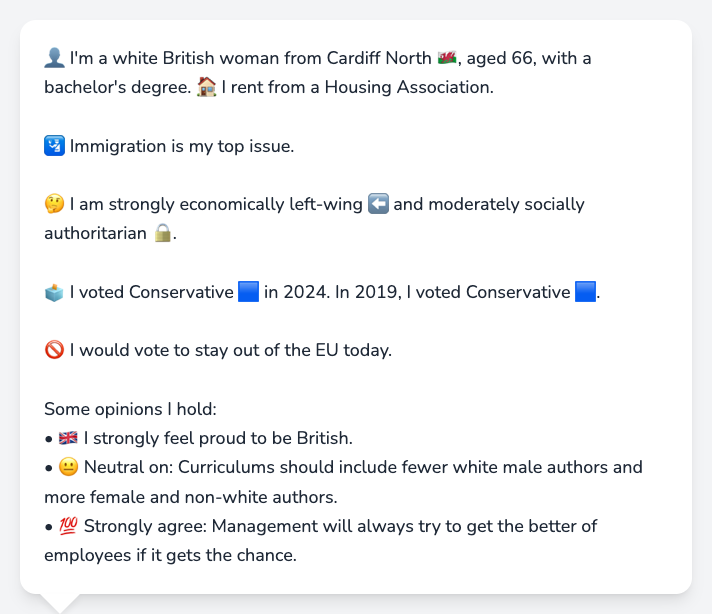 👤 I'm a white British woman from Cardiff North 🏴󠁧󠁢󠁷󠁬󠁳󠁿, aged 66, with a
bachelor's degree. 🏠 I rent from a Housing Association.
🛂 Immigration is my top issue.
🤔 I am strongly economically left-wing ⬅️ and moderately socially
authoritarian 🔒.
🗳️ I voted Conservative 🟦 in 2024. In 2019, I voted Conservative 🟦.
🚫 I would vote to stay out of the EU today.
Some opinions I hold:
• 🇬🇧 I strongly feel proud to be British.
• 😐 Neutral on: Curriculums should include fewer white male authors and
more female and non-white authors.
• 💯 Strongly agree: Management will always try to get the better of
employees if it gets the chance.